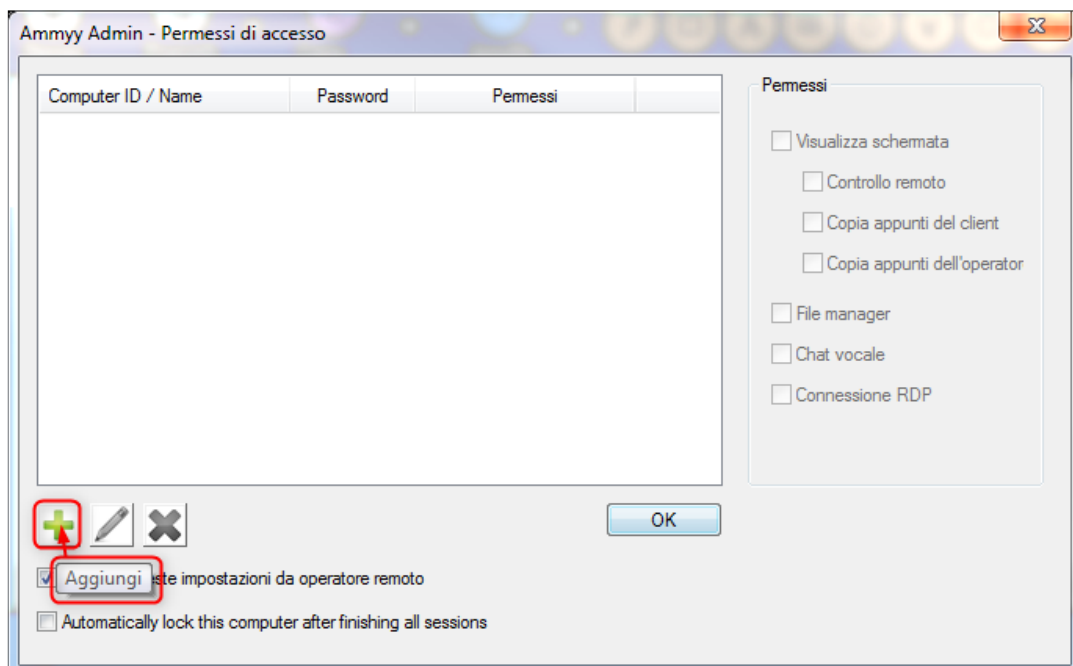 Ammyy Admin - Permessi di accesso
Computer ID / Name Password Permessi
Permessi
Visualizza schermata
Controllo remoto
Copia appunti del client
Copia appunti dell'operator
File manager
Chat vocale
Connessione RDP
OK
Aggiungi
impostazioni da operatore remoto
Automatically lock this computer after finishing all sessions